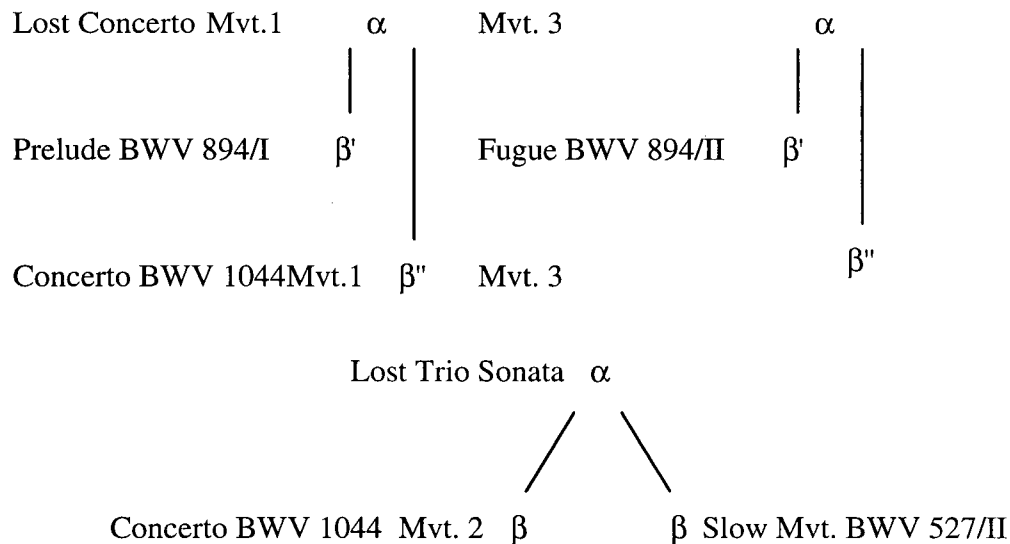 Lost Concerto Mvt.1 α Mvt. 3 α
Prelude BWV 894/I β' Fugue BWV 894/II β'
Concerto BWV 1044Mvt.1 β" Mvt. 3 β"
Lost Trio Sonata α
Concerto BWV 1044 Mvt. 2 β β Slow Mvt. BWV 527/II